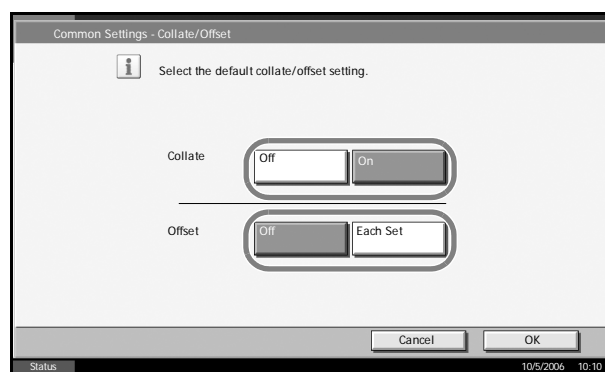 Common Settings - Collate/Offset
i Select the default collate/offset setting.
Collate Off On
Offset Off Each Set
Cancel OK
Status 10/5/2006 10:10